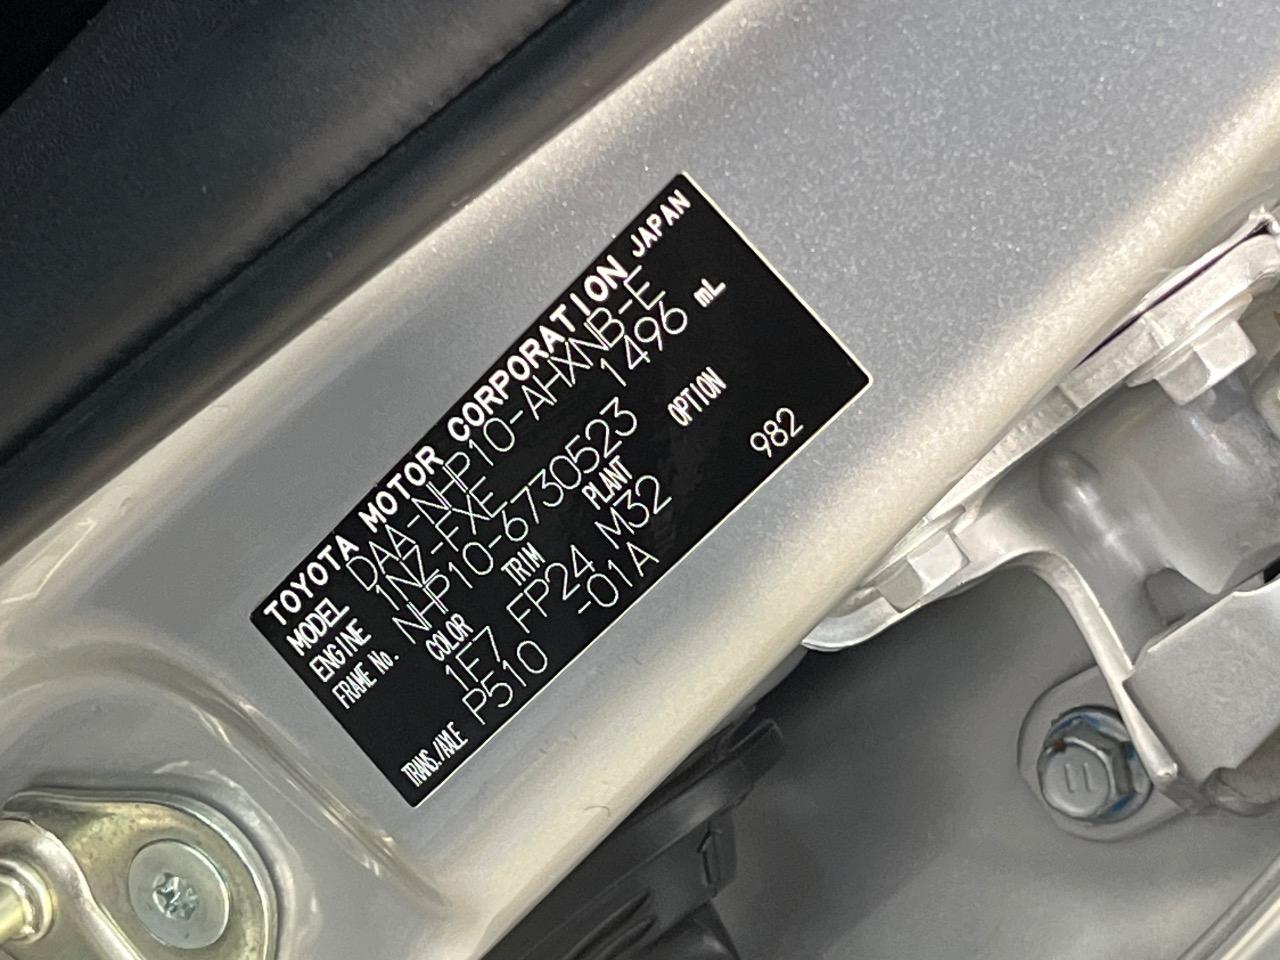 TOYOTA MOTOR CORPORATION JAPAN
MODEL DAA-NHP10-AHXNB-E
ENGINE 1NZ-FXE 1496 mL
FRAME No. NHP10-6730523
COLOR TRIM PLANT OPTION
1F7 FP24 M32 982
TRANS./AXLE P510 -01A